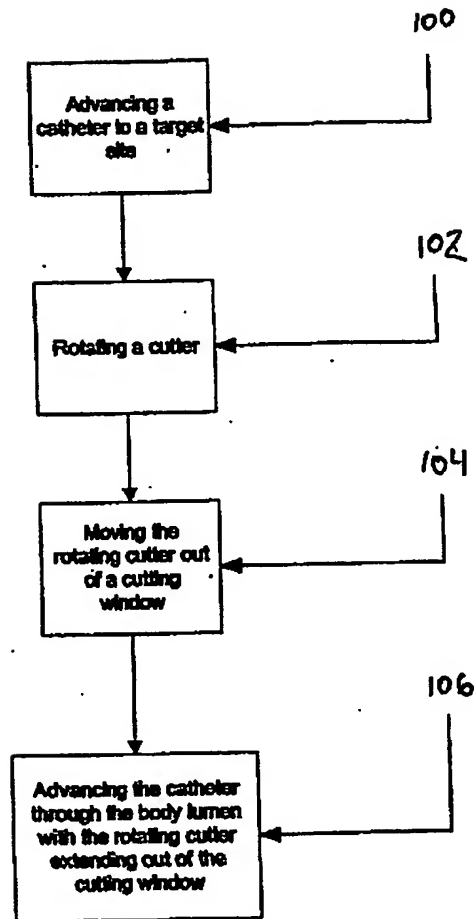 100
Advancing a
catheter to a target
site
102
Rotating a cutter
104
Moving the
rotating cutter out
of a cutting
window
106
Advancing the catheter
through the body lumen
with the rotating cutter
extending out of the
cutting window